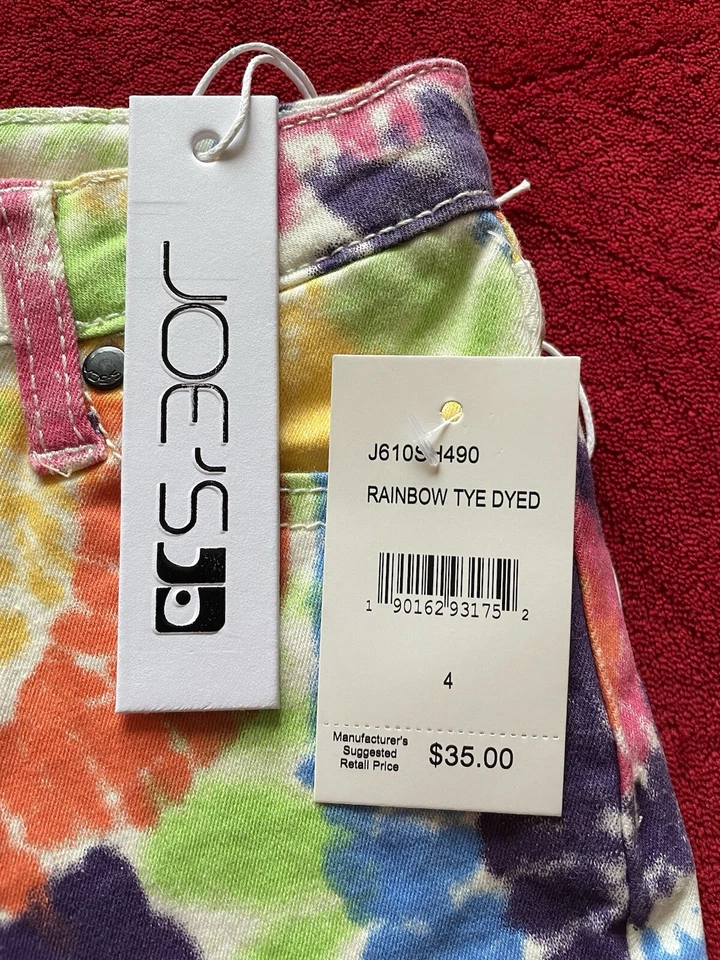 JOE'S
J610SH490
RAINBOW TYE DYED
1 90162 93175 2
4
Manufacturer's
Suggested
Retail Price
$35.00